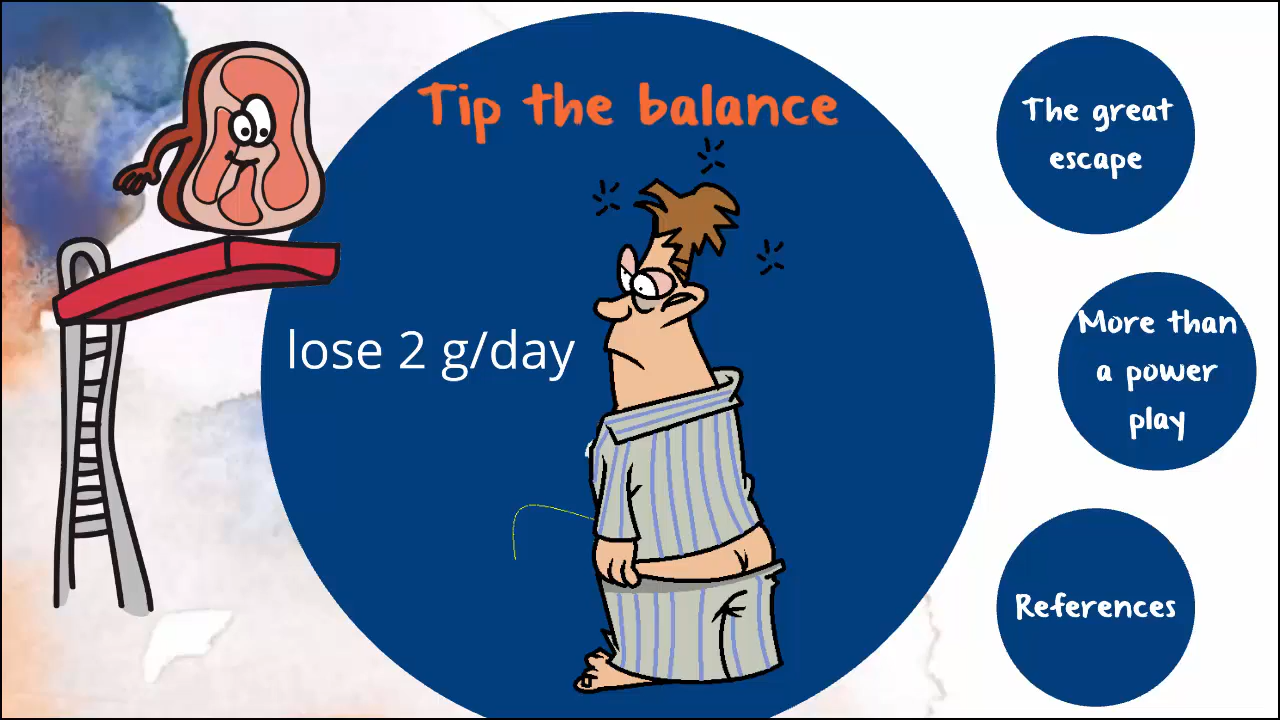 Tip the balance
lose 2 g/day
The great
escape
More than
a power
play
References